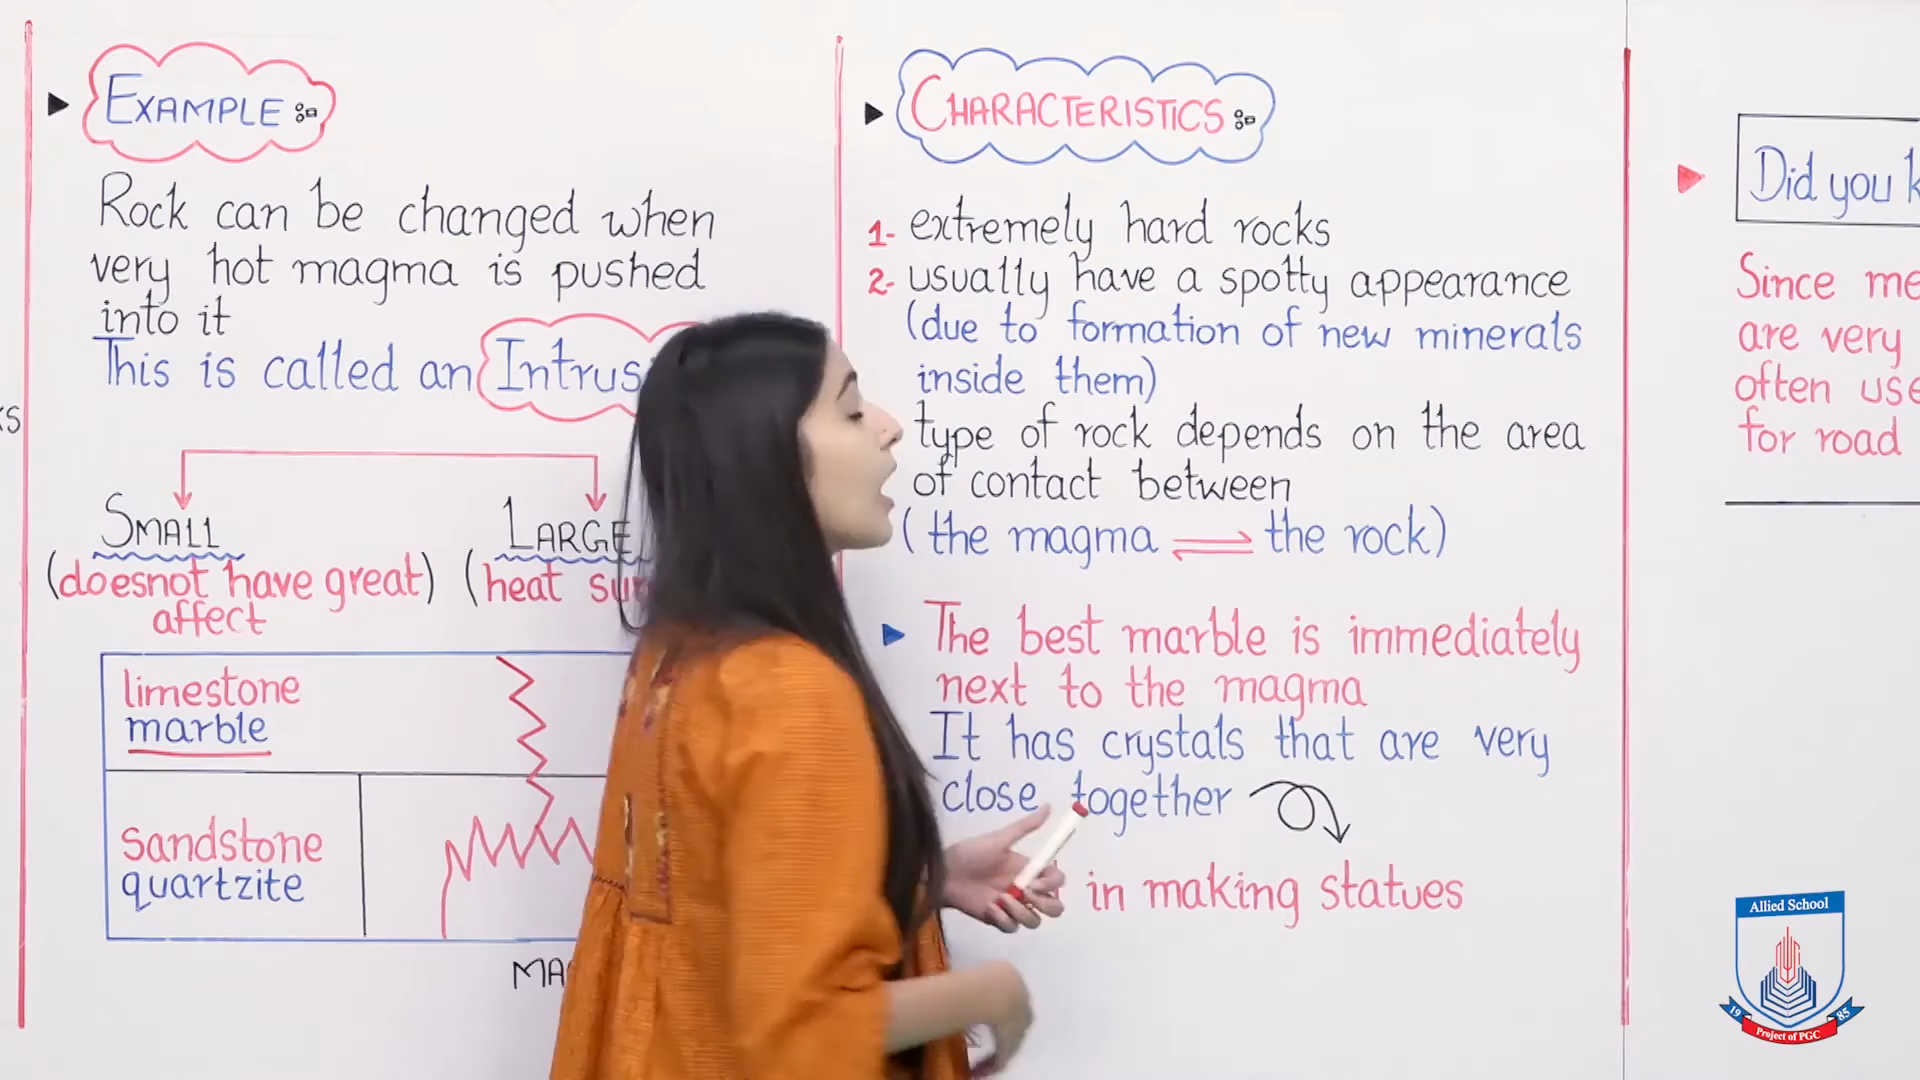 EXAMPLE :-
Rock can be changed when
very hot magma is pushed
into it
This is called an
SMALL
(doesnot have great)
affect
LARGE
(heat
limestone
marble
sandstone
quartzite
CHARACTERISTICS :-
1- extremely hard rocks
2- usually have a spotty appearance
(due to formation of new minerals
inside them)
type of rock depends on the area
of contact between
(the magma ⇌ the rock)
The best marble is immediately
next to the magma
It has crystals that are very
close together
in making statues
Did you
Since
are very
often
for road
Allied School
1985
Project of PGC